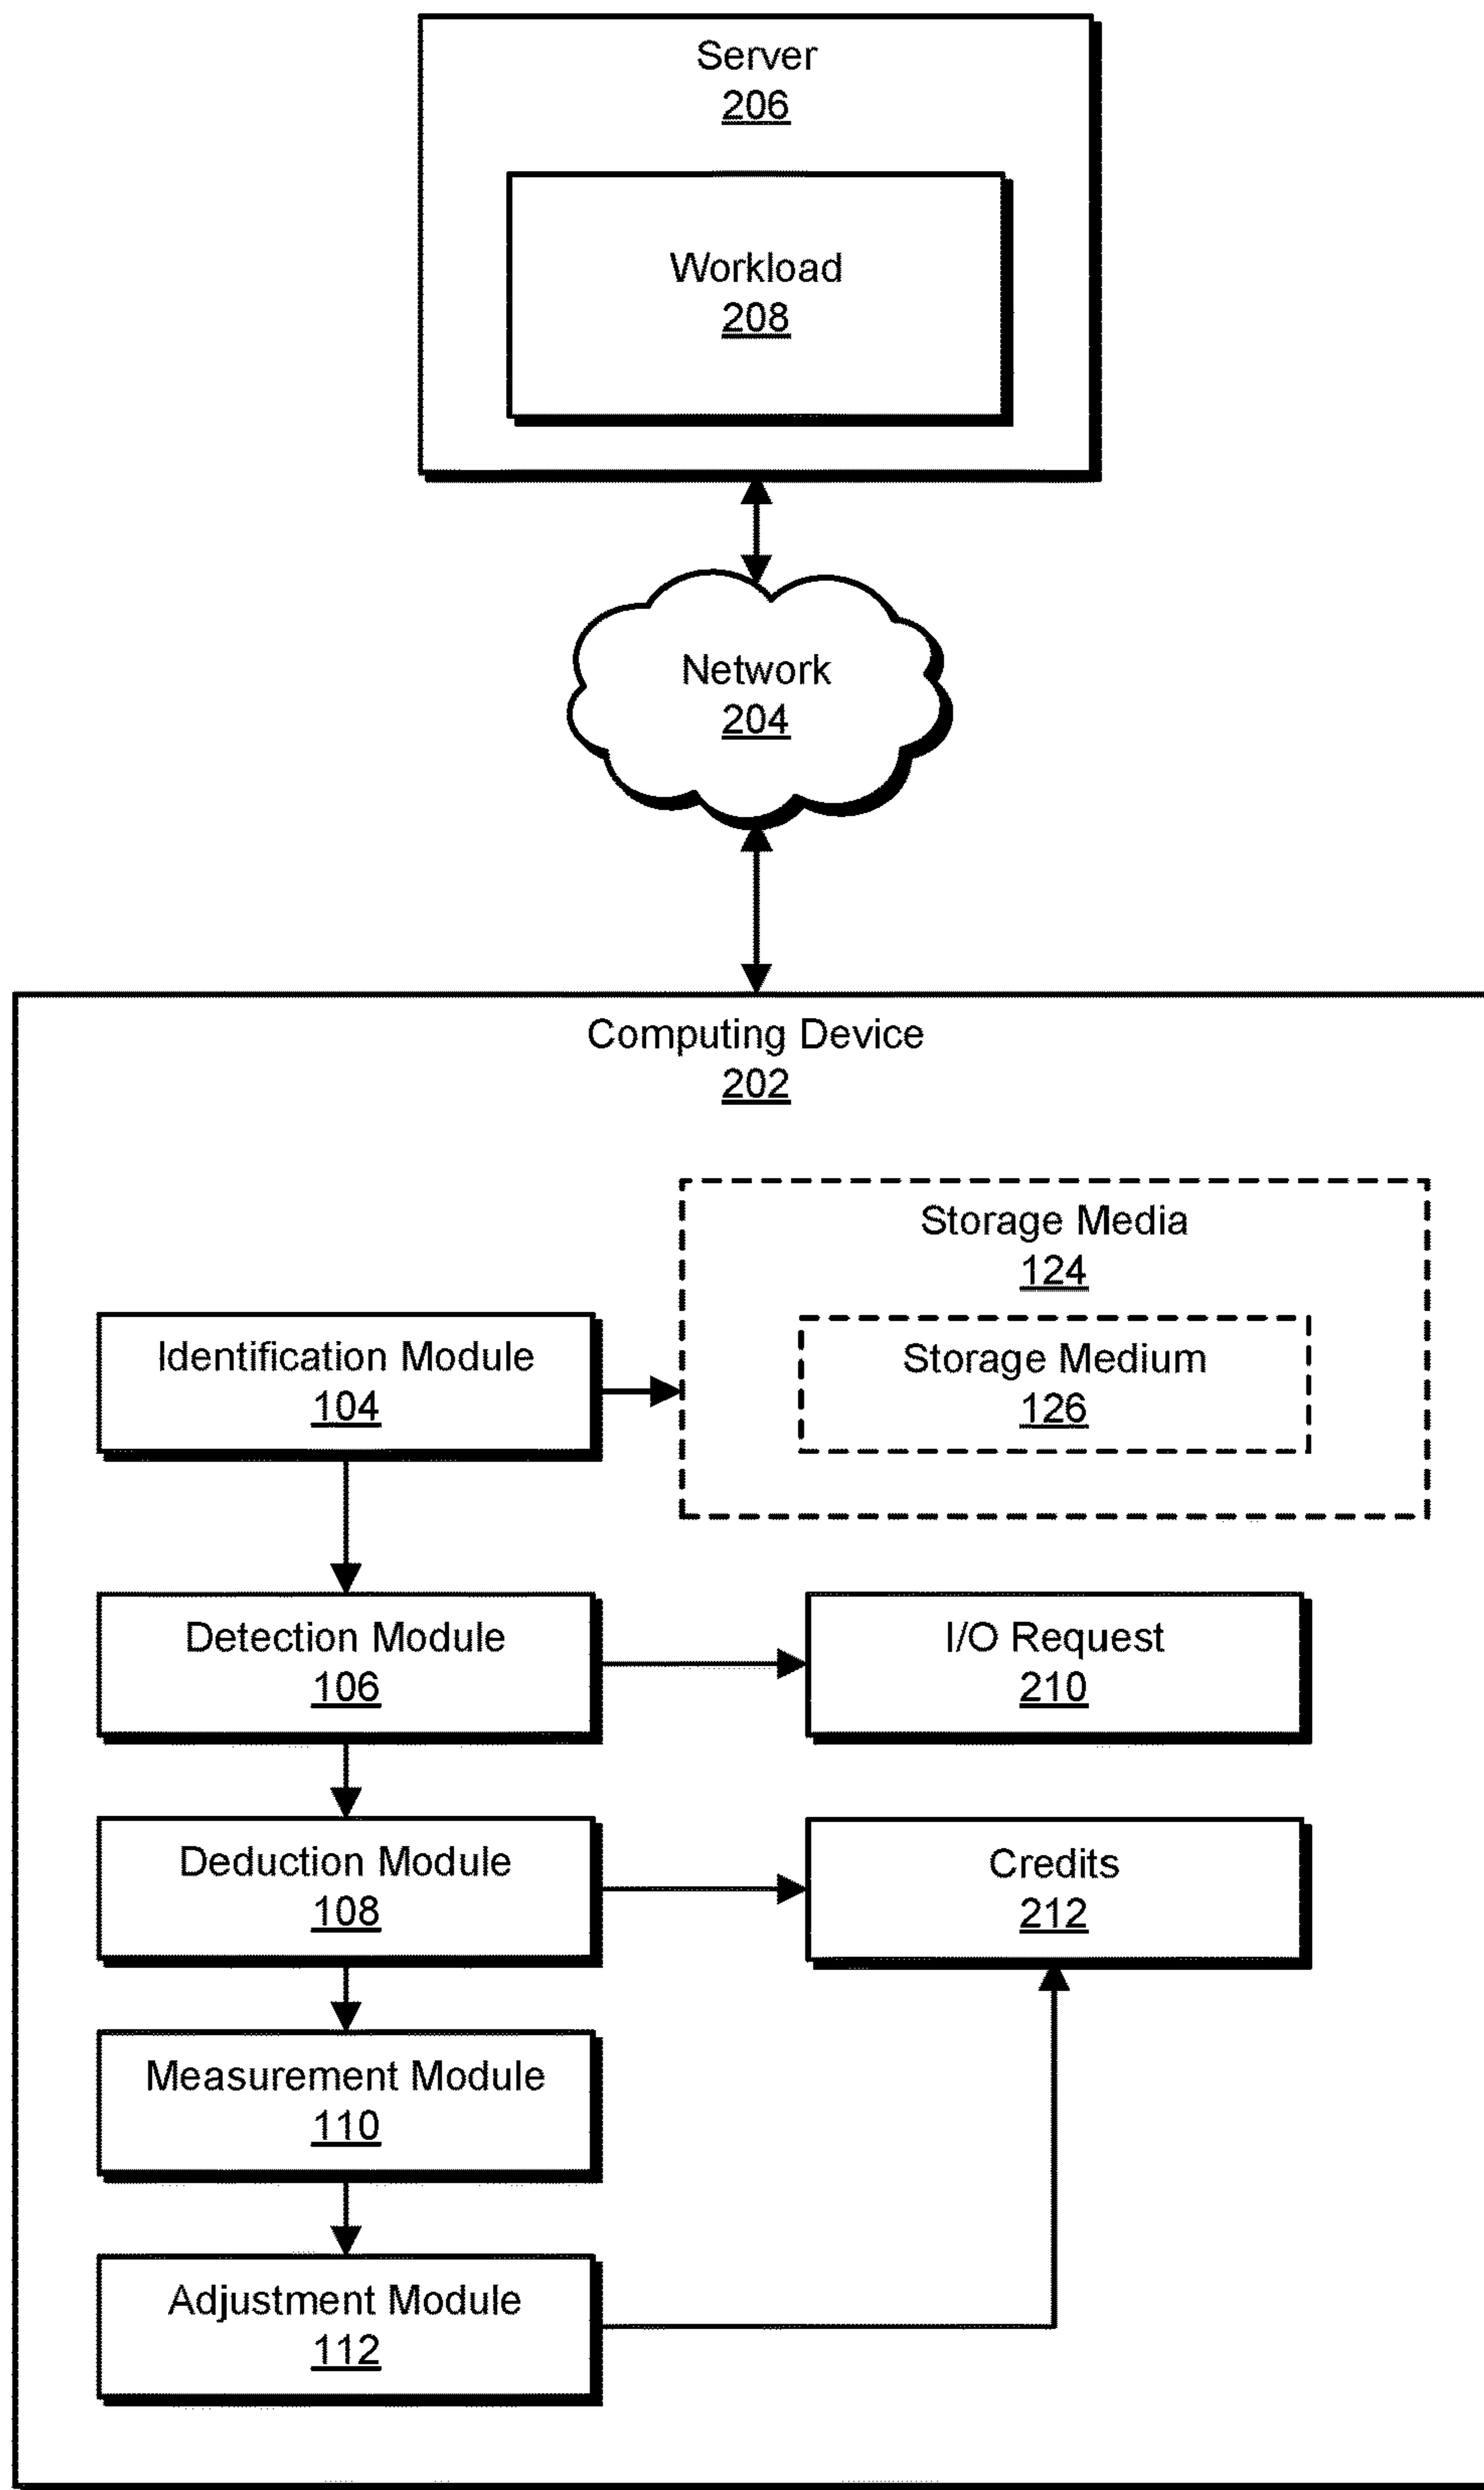 Server
206
Workload
208
Network
204
Computing Device
202
Storage Media
124
Identification Module
104
Storage Medium
126
Detection Module
106
I/O Request
210
Deduction Module
108
Credits
212
Measurement Module
110
Adjustment Module
112